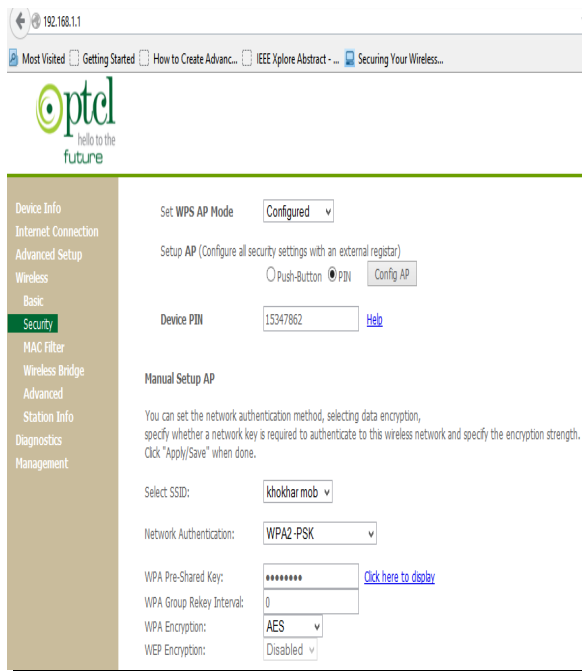 192.168.1.1
Most Visited Getting Started How to Create Advanc... IEEE Xplore Abstract - ... Securing Your Wireless...
ptcl
hello to the
future
Device Info
Internet Connection
Advanced Setup
Wireless
Basic
Security
MAC Filter
Wireless Bridge
Advanced
Station Info
Diagnostics
Management
Set WPS AP Mode Configured
Setup AP (Configure all security settings with an external registar)
Push-Button PIN Config AP
Device PIN 15347862 Help
Manual Setup AP
You can set the network authentication method, selecting data encryption,
specify whether a network key is required to authenticate to this wireless network and specify the encryption strength.
Click "Apply/Save" when done.
Select SSID: khokhar mob
Network Authentication: WPA2 -PSK
WPA Pre-Shared Key: •••••••• Click here to display
WPA Group Rekey Interval: 0
WPA Encryption: AES
WEP Encryption: Disabled